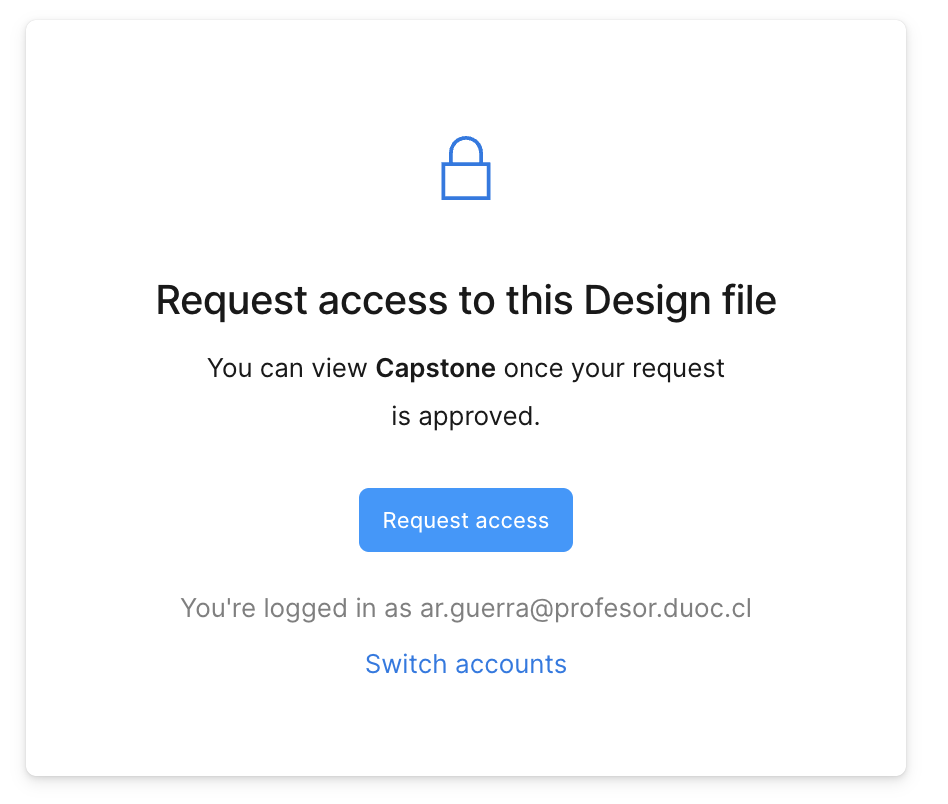 Request access to this Design file
You can view Capstone once your request
is approved.
Request access
You're logged in as ar.guerra@profesor.duoc.cl
Switch accounts